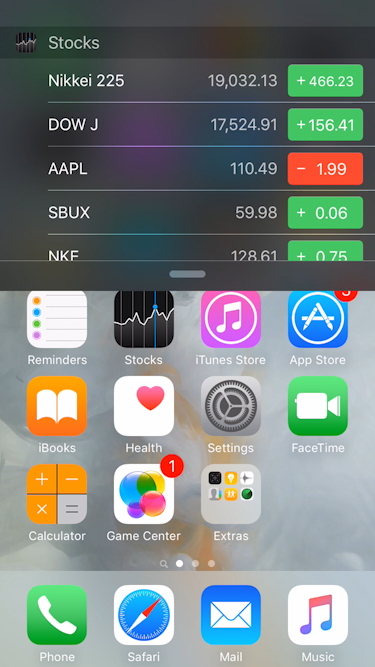 Stocks
Nikkei 225 19,032.13 +466.23
DOW J 17,524.91 +156.41
AAPL 110.49 − 1.99
SBUX 59.98 + 0.06
NKE 128.61 + 0.75
3
Reminders Stocks iTunes Store App Store
iBooks Health Settings FaceTime
1
Calculator Game Center Extras
Phone Safari Mail Music